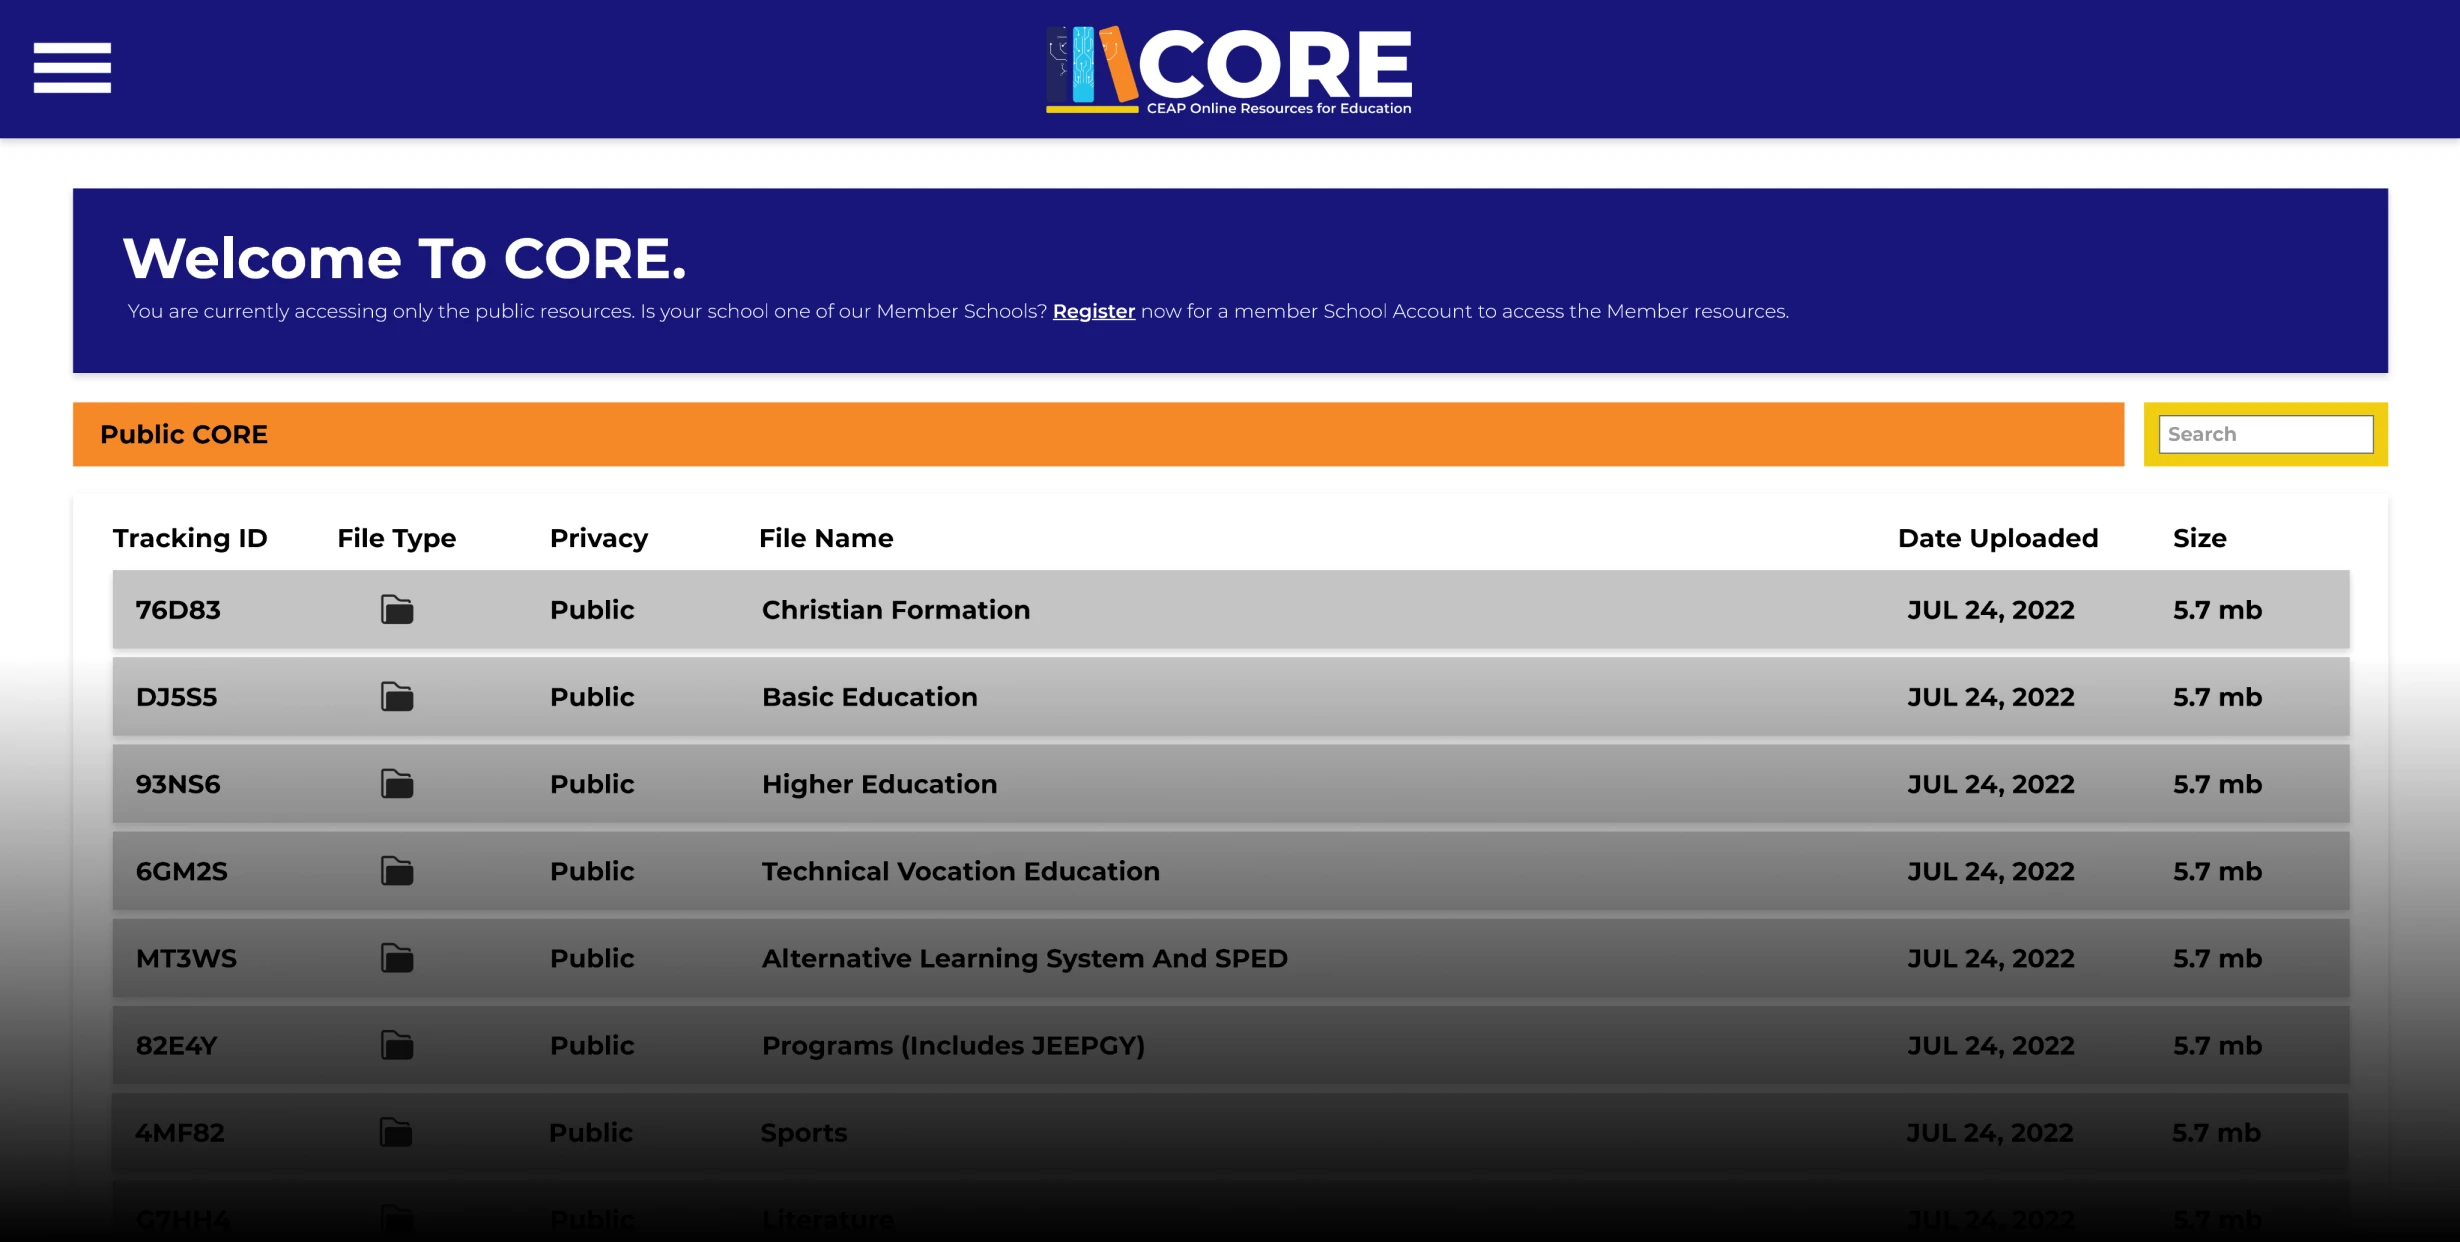 CORE
CEAP Online Resources for Education
Welcome To CORE.
You are currently accessing only the public resources. Is your school one of our Member Schools? Register now for a member School Account to access the Member resources.
Public CORE
Search
Tracking ID File Type Privacy File Name Date Uploaded Size
76D83 Public Christian Formation JUL 24, 2022 5.7 mb
DJ5S5 Public Basic Education JUL 24, 2022 5.7 mb
93NS6 Public Higher Education JUL 24, 2022 5.7 mb
6GM2S Public Technical Vocation Education JUL 24, 2022 5.7 mb
MT3WS Public Alternative Learning System And SPED JUL 24, 2022 5.7 mb
82E4Y Public Programs (Includes JEEPGY) JUL 24, 2022 5.7 mb
4MF82 Public Sports JUL 24, 2022 5.7 mb
G7HH4 Public Literature JUL 24, 2022 5.7 mb